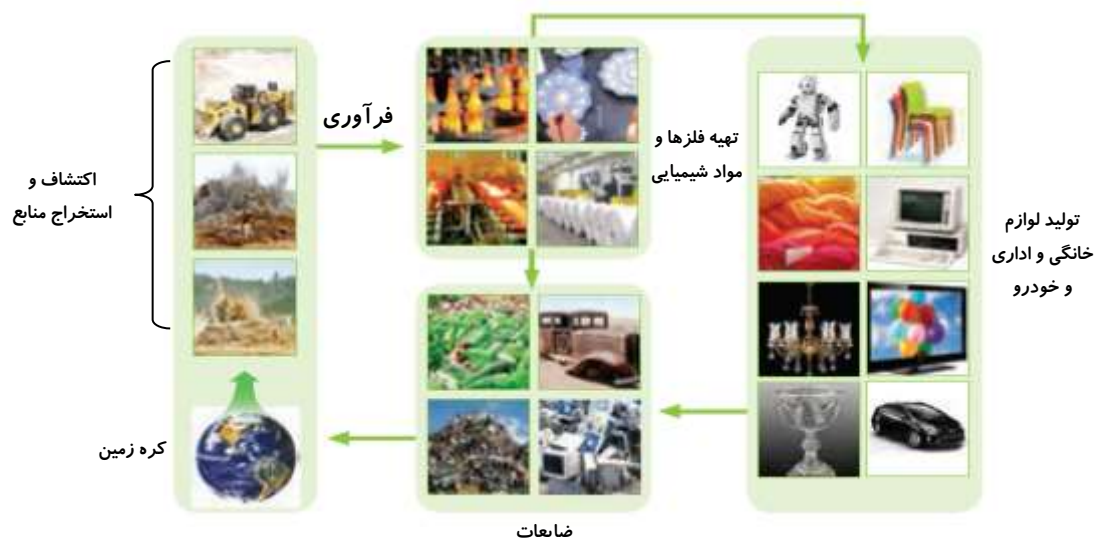 فرآوری
اکتشاف و
استخراج منابع
تهیه فلزها و
مواد شیمیایی
تولید لوازم
خانگی و اداری
و خودرو
کره زمین
ضایعات